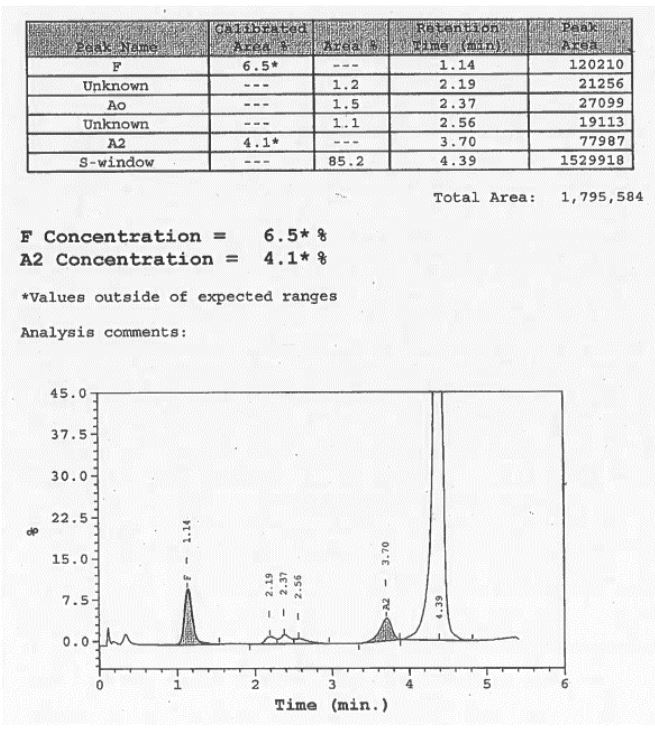 Peak Name Calibrated Area % Area % Retention Time (min) Peak Area
F 6.5* --- 1.14 120210
Unknown --- 1.2 2.19 21256
Ao --- 1.5 2.37 27099
Unknown --- 1.1 2.56 19113
A2 4.1* --- 3.70 77987
S-window --- 85.2 4.39 1529918
Total Area: 1,795,584
F Concentration = 6.5* %
A2 Concentration = 4.1* %
*Values outside of expected ranges
Analysis comments:
45.0
37.5
30.0
22.5
15.0
7.5
0.0
%
F - 1.14
- 2.19
- 2.37
- 2.56
A2 - 3.70
4.39
0 1 2 3 4 5 6
Time (min.)